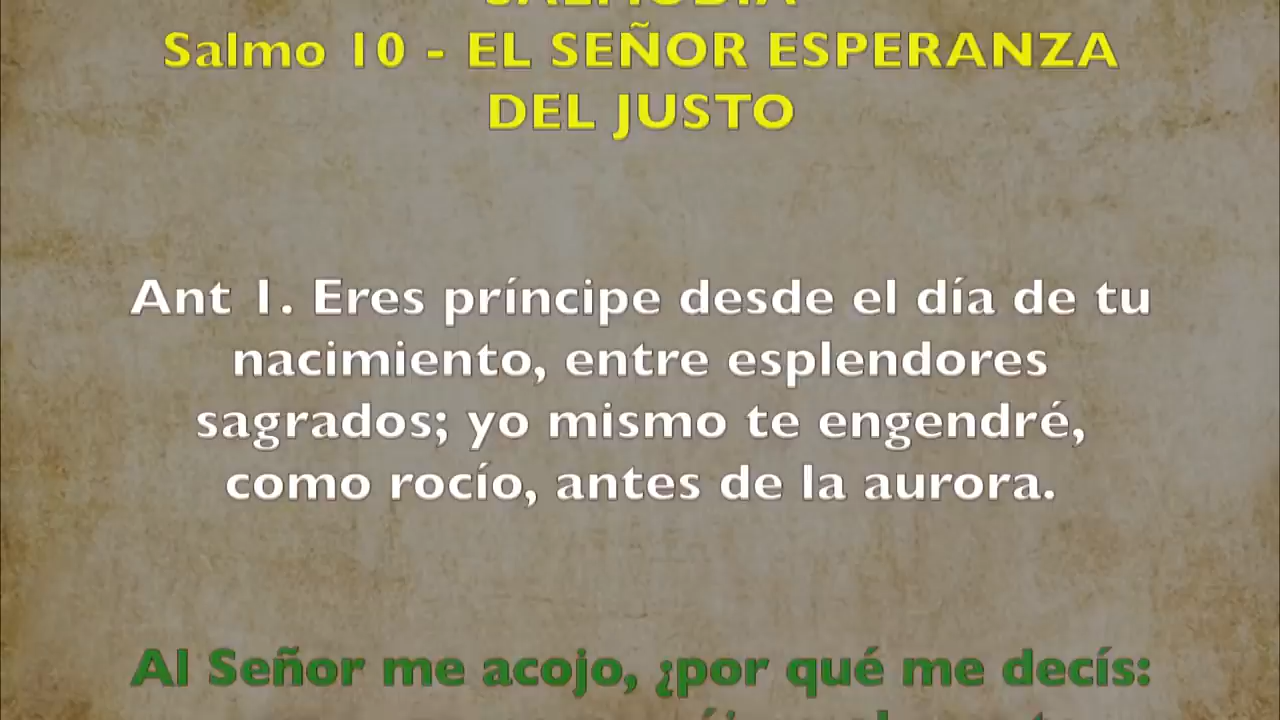 SALMODIA
Salmo 10 - EL SEÑOR ESPERANZA
DEL JUSTO
Ant 1. Eres príncipe desde el día de tu
nacimiento, entre esplendores
sagrados; yo mismo te engendré,
como rocío, antes de la aurora.
Al Señor me acojo, ¿por qué me decís: